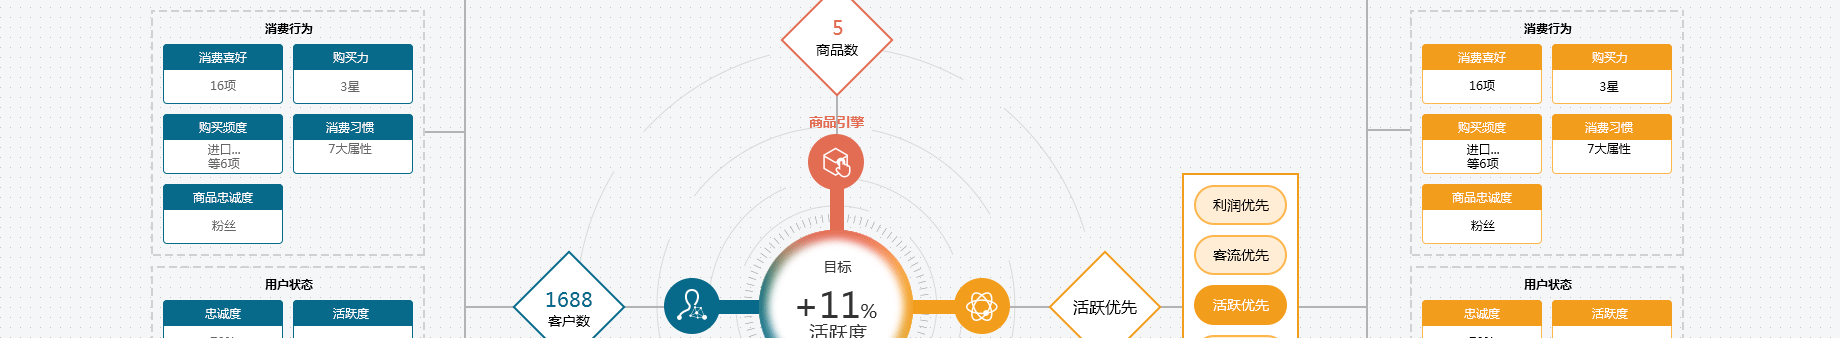 消费行为
消费喜好
16项
购买力
3星
购买频度
进口...
等6项
消费习惯
7大属性
商品忠诚度
粉丝
用户状态
忠诚度
活跃度
5
商品数
商品引擎
1688
客户数
目标
+11%
活跃度
活跃优先
利润优先
客流优先
活跃优先
消费行为
消费喜好
16项
购买力
3星
购买频度
进口...
等6项
消费习惯
7大属性
商品忠诚度
粉丝
用户状态
忠诚度
活跃度